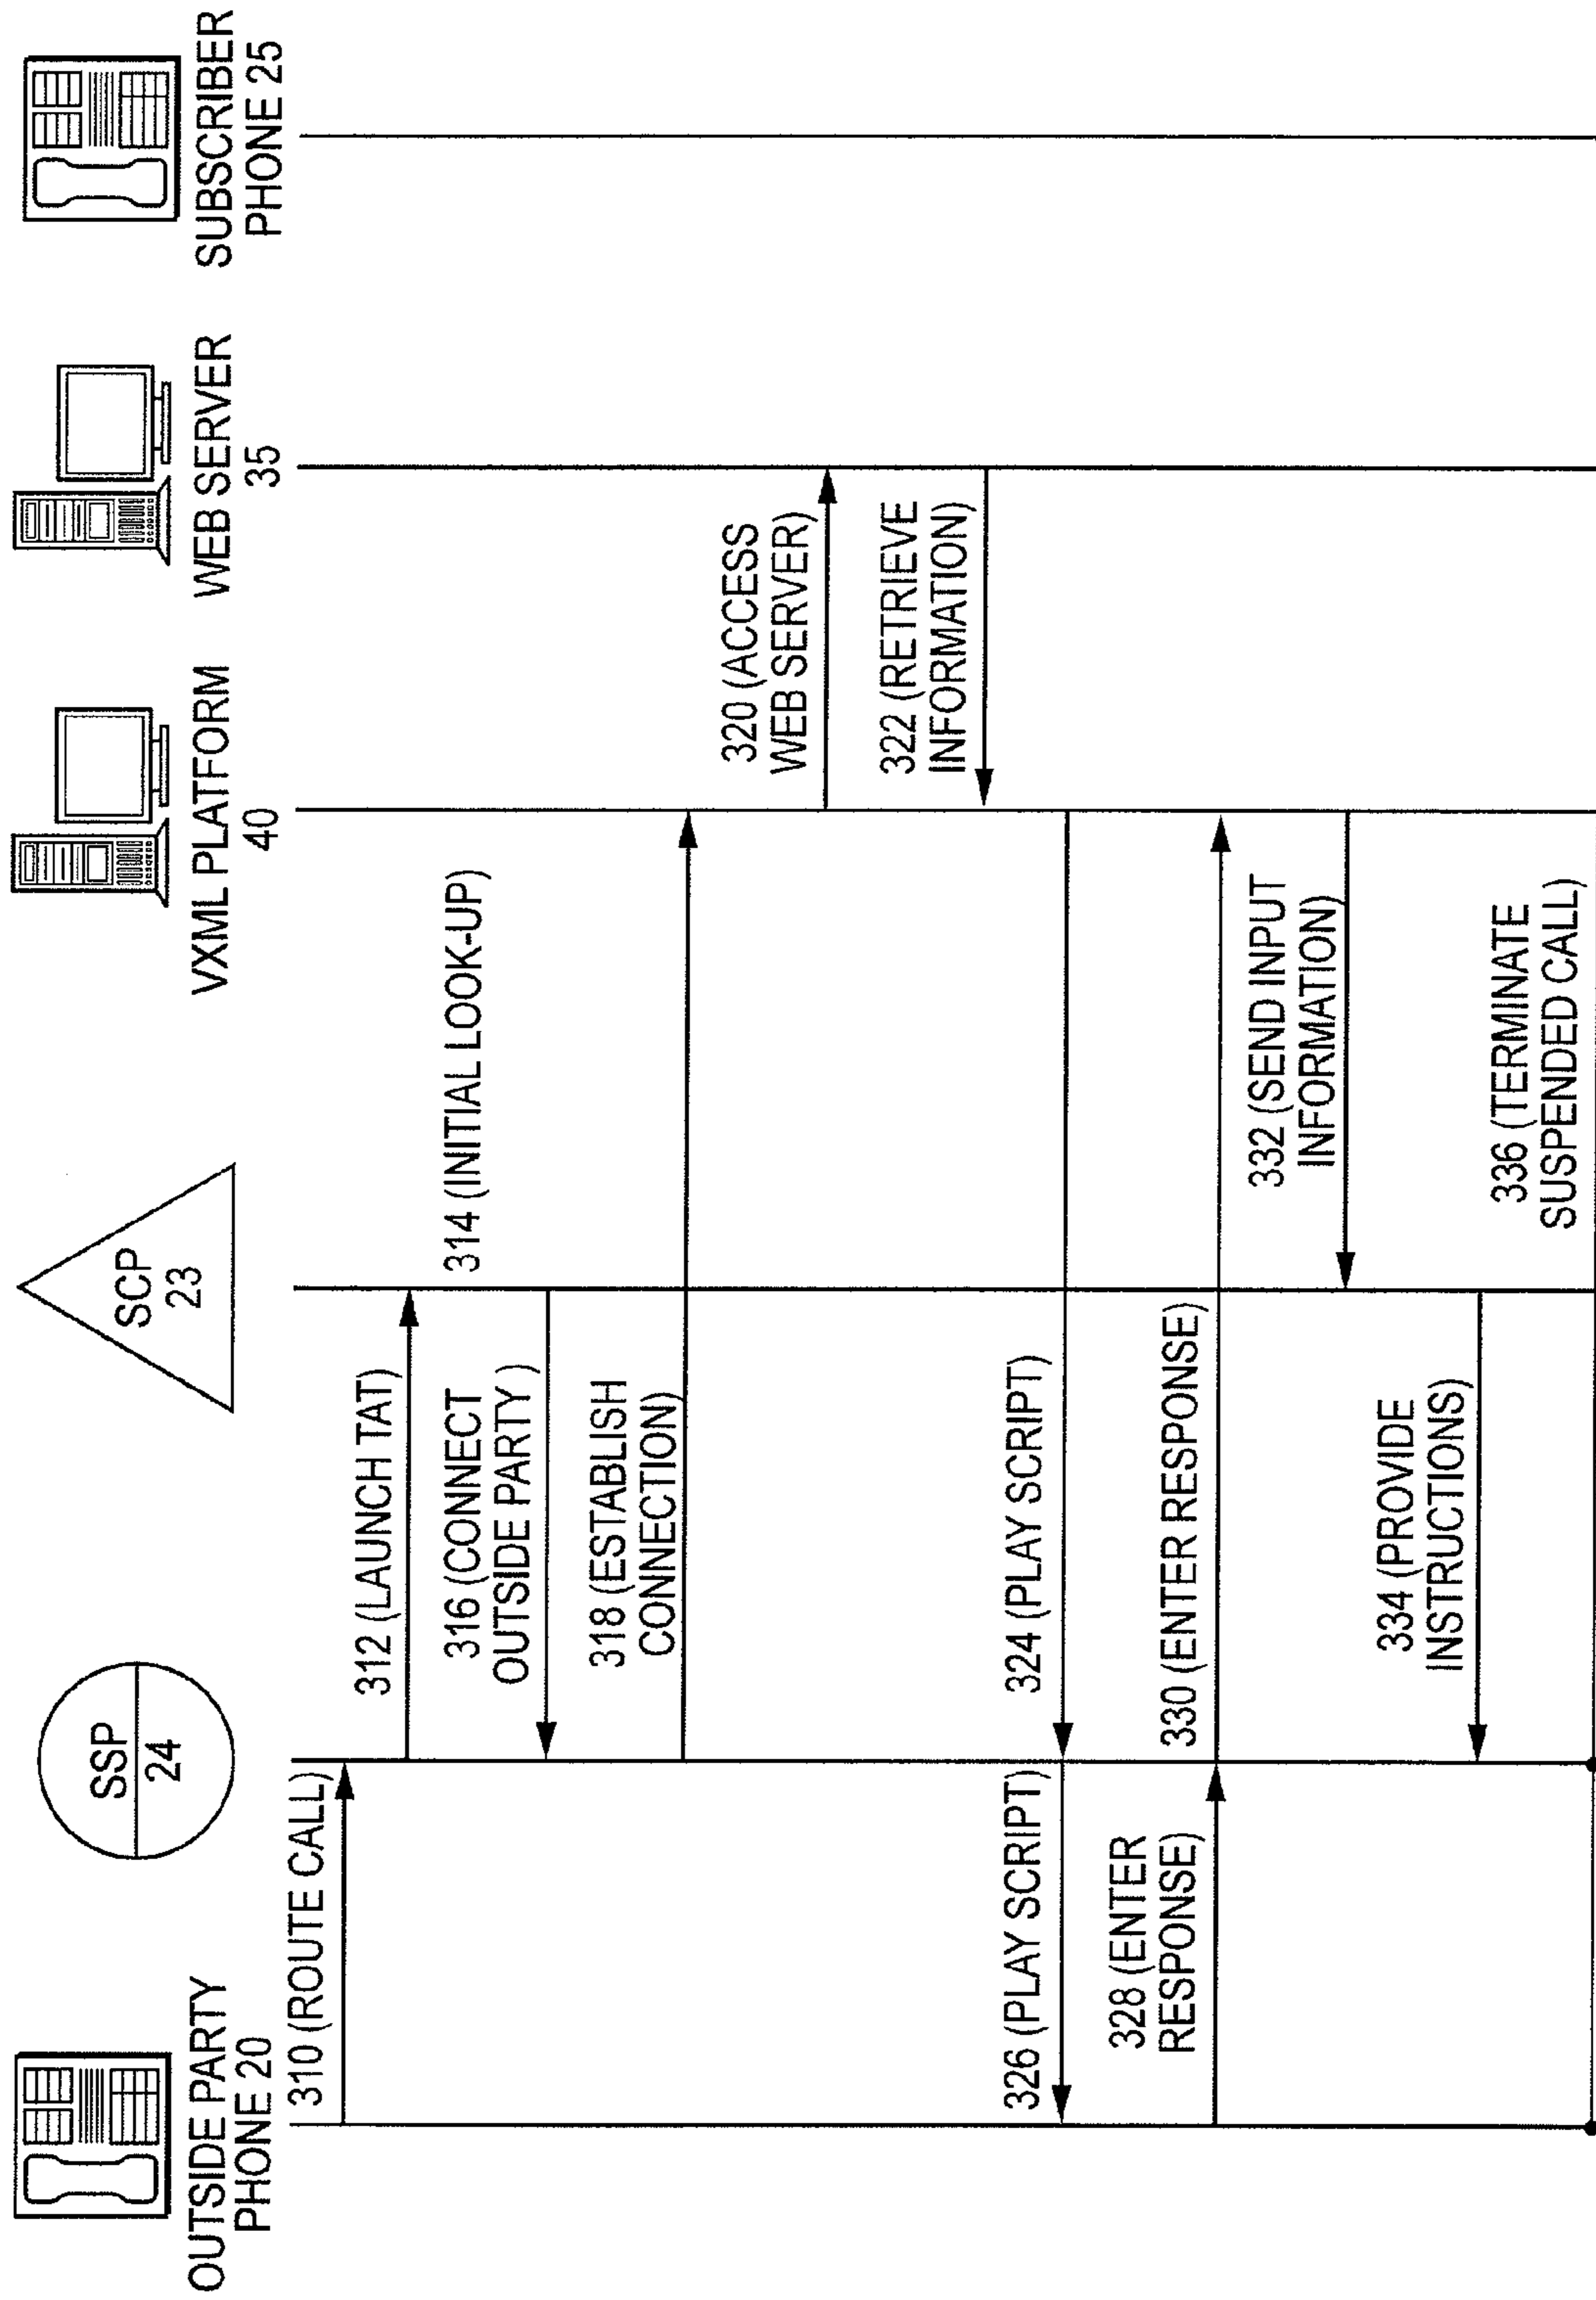 OUTSIDE PARTY
PHONE 20
SSP
24
SCP
23
VXML PLATFORM
40
WEB SERVER
35
SUBSCRIBER
PHONE 25
310 (ROUTE CALL)
312 (LAUNCH TAT)
314 (INITIAL LOOK-UP)
316 (CONNECT
OUTSIDE PARTY )
318 (ESTABLISH
CONNECTION)
320 (ACCESS
WEB SERVER)
322 (RETRIEVE
INFORMATION)
324 (PLAY SCRIPT)
326 (PLAY SCRIPT)
328 (ENTER
RESPONSE)
330 (ENTER RESPONSE)
332 (SEND INPUT
INFORMATION)
334 (PROVIDE
INSTRUCTIONS)
336 (TERMINATE
SUSPENDED CALL)